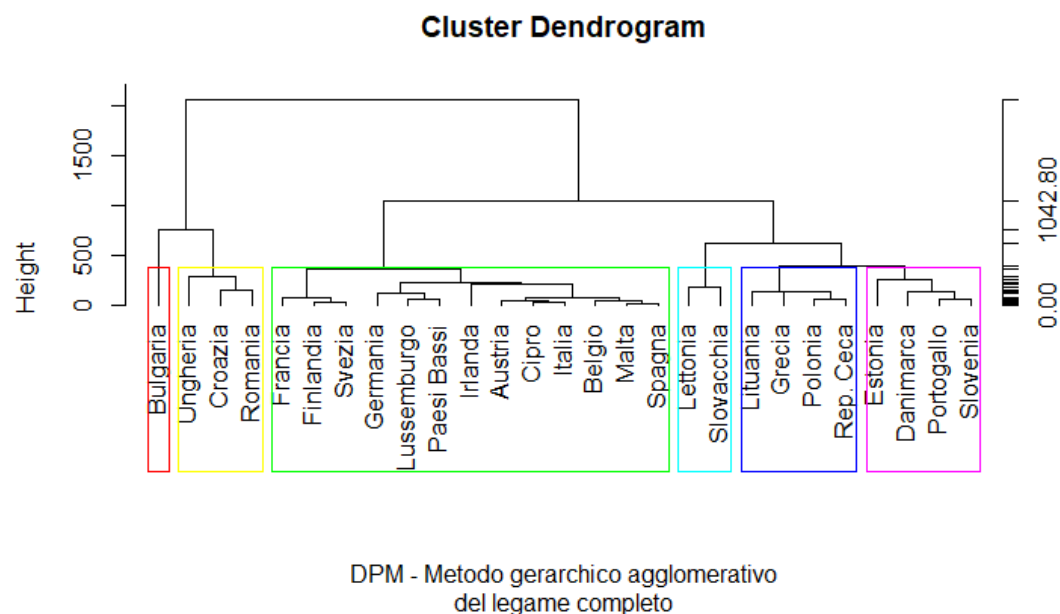 Cluster Dendrogram
Height
0
500
1500
Bulgaria
Ungheria
Croazia
Romania
Francia
Finlandia
Svezia
Germania
Lussemburgo
Paesi Bassi
Irlanda
Austria
Cipro
Italia
Belgio
Malta
Spagna
Lettonia
Slovacchia
Lituania
Grecia
Polonia
Rep. Ceca
Estonia
Danimarca
Portogallo
Slovenia
0.00
1042.80
DPM - Metodo gerarchico agglomerativo
del legame completo